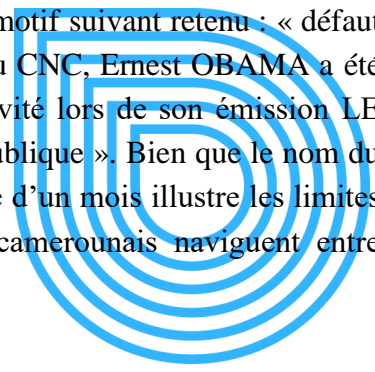 motif suivant retenu : « défaut
u CNC, Ernest OBAMA a été
vité lors de son émission LE
ublique ». Bien que le nom du
e d'un mois illustre les limites
camerounais naviguent entre